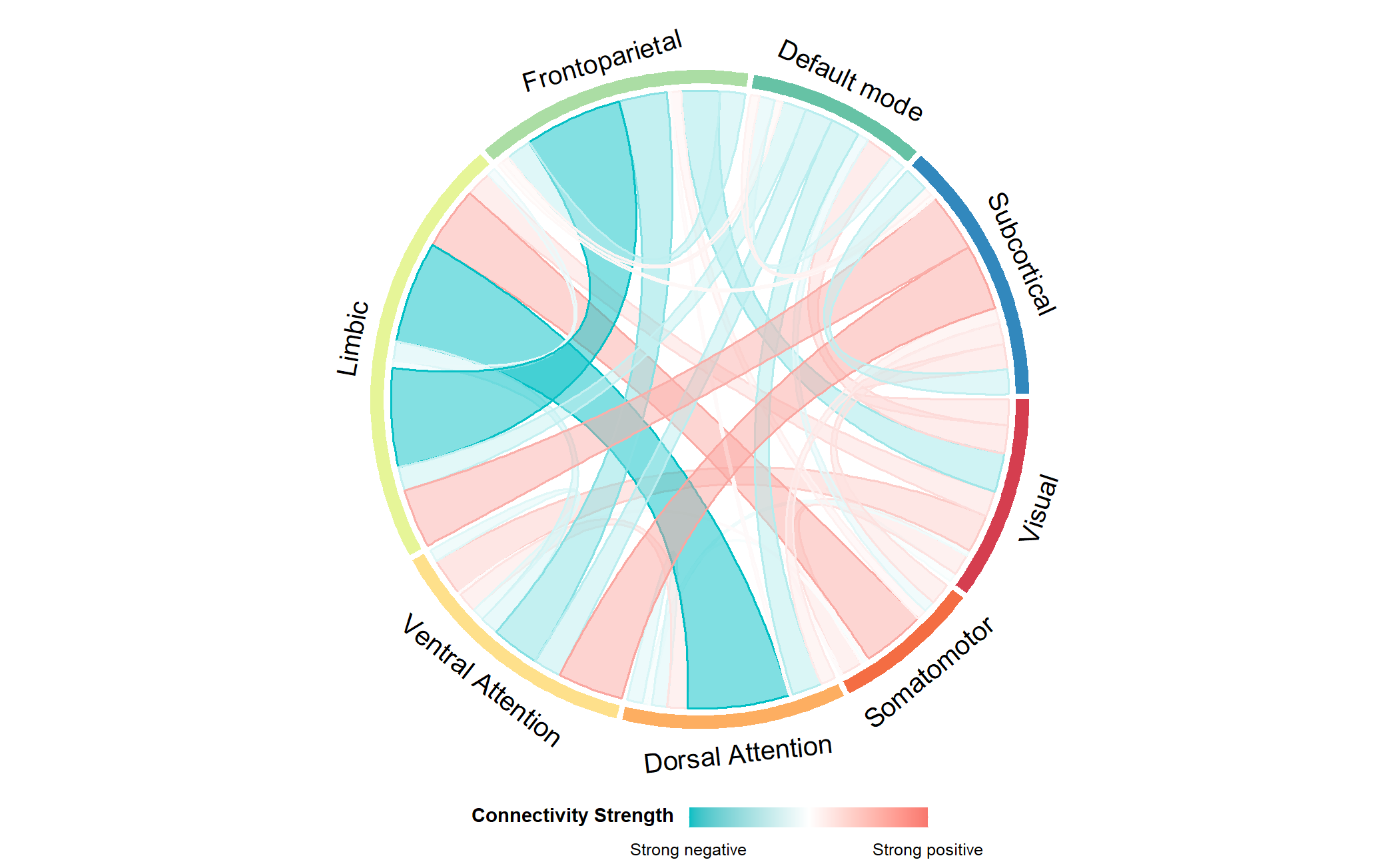 Frontoparietal
Default mode
Subcortical
Limbic
Visual
Ventral Attention
Somatomotor
Dorsal Attention
Connectivity Strength
Strong negative
Strong positive